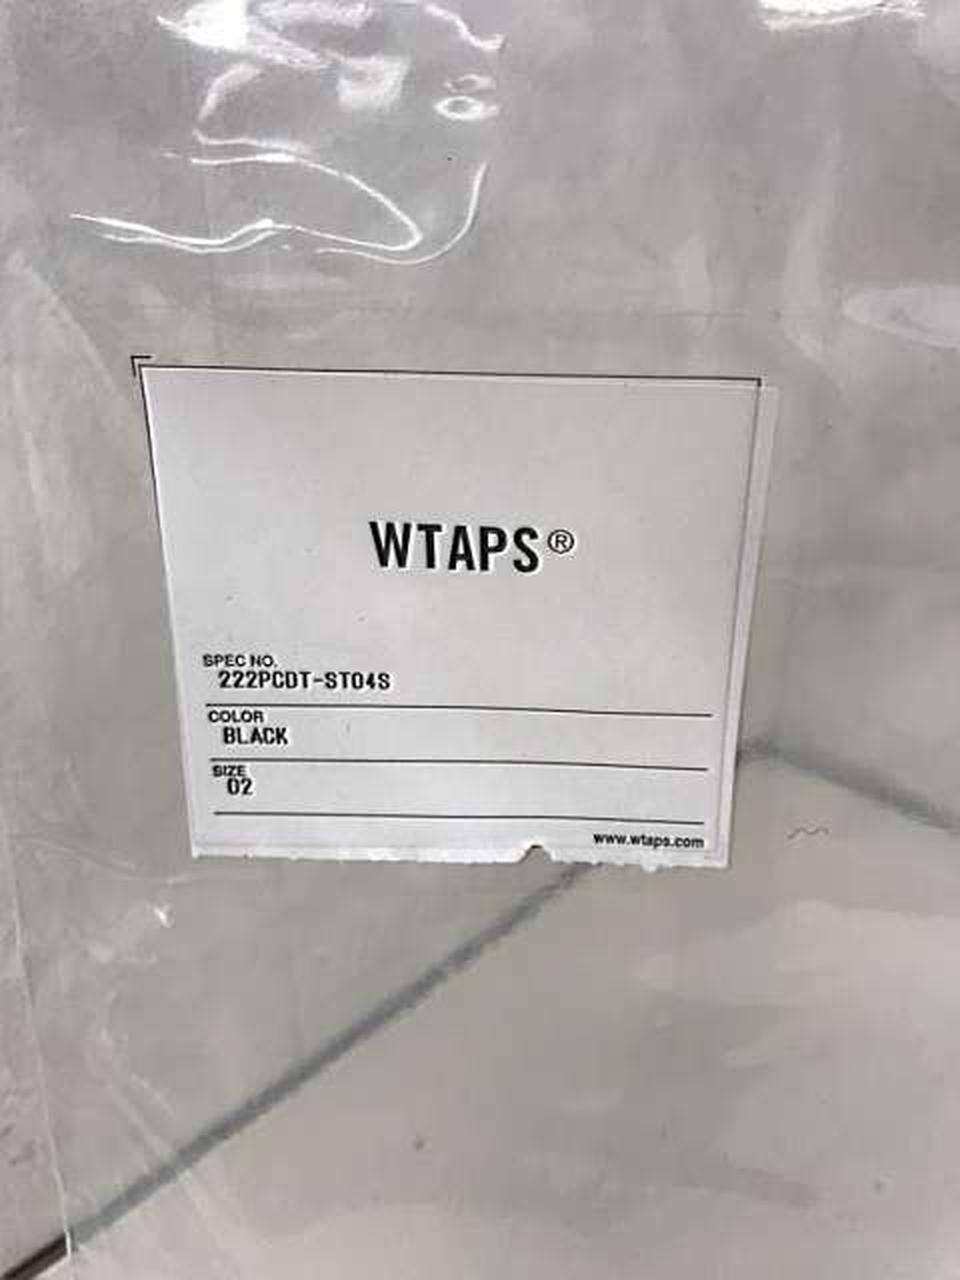 WTAPS®
SPEC NO.
222PCDT-ST04S
COLOR
BLACK
SIZE
02
www.wtaps.com